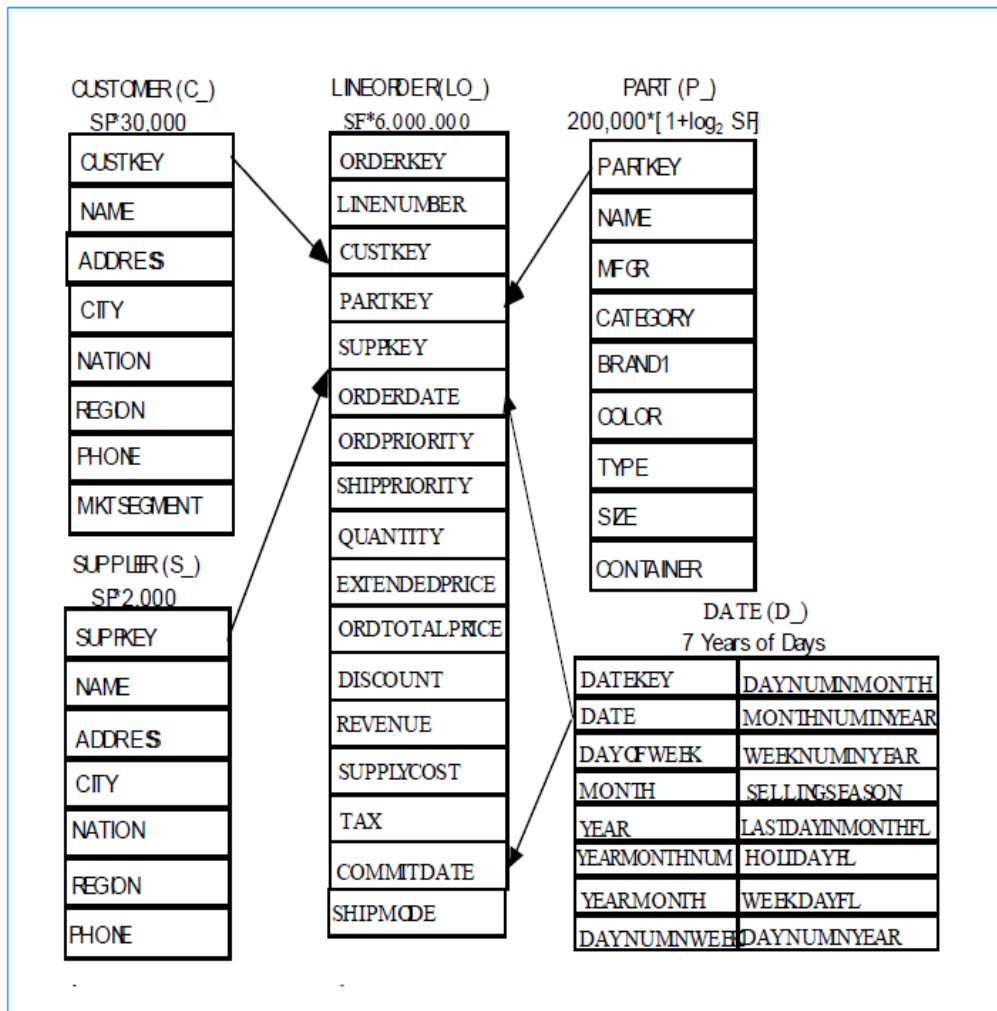 CUSTOMER (C_)
SF*30,000
CUSTKEY
NAME
ADDRESS
CITY
NATION
REGION
PHONE
MKTSEGMENT
SUPPLIER (S_)
SF*2,000
SUPPKEY
NAME
ADDRESS
CITY
NATION
REGION
PHONE
LINEORDER(LO_)
SF*6,000,000
ORDERKEY
LINENUMBER
CUSTKEY
PARTKEY
SUPPKEY
ORDERDATE
ORDPRIORITY
SHIPPRIORITY
QUANTITY
EXTENDEDPRICE
ORDTOTALPRICE
DISCOUNT
REVENUE
SUPPLYCOST
TAX
COMMITDATE
SHIPMODE
PART (P_)
200,000*[1+log₂ SF]
PARTKEY
NAME
MFGR
CATEGORY
BRAND1
COLOR
TYPE
SIZE
CONTAINER
DATE (D_)
7 Years of Days
DATEKEY DAYNUMINMONTH
DATE MONTHNUMINYEAR
DAYOFWEEK WEEKNUMINYEAR
MONTH SELLINGSEASON
YEAR LASTDAYINMONTHFL
YEARMONTHNUM HOLIDAYFL
YEARMONTH WEEKDAYFL
DAYNUMINWEEK DAYNUMINYEAR